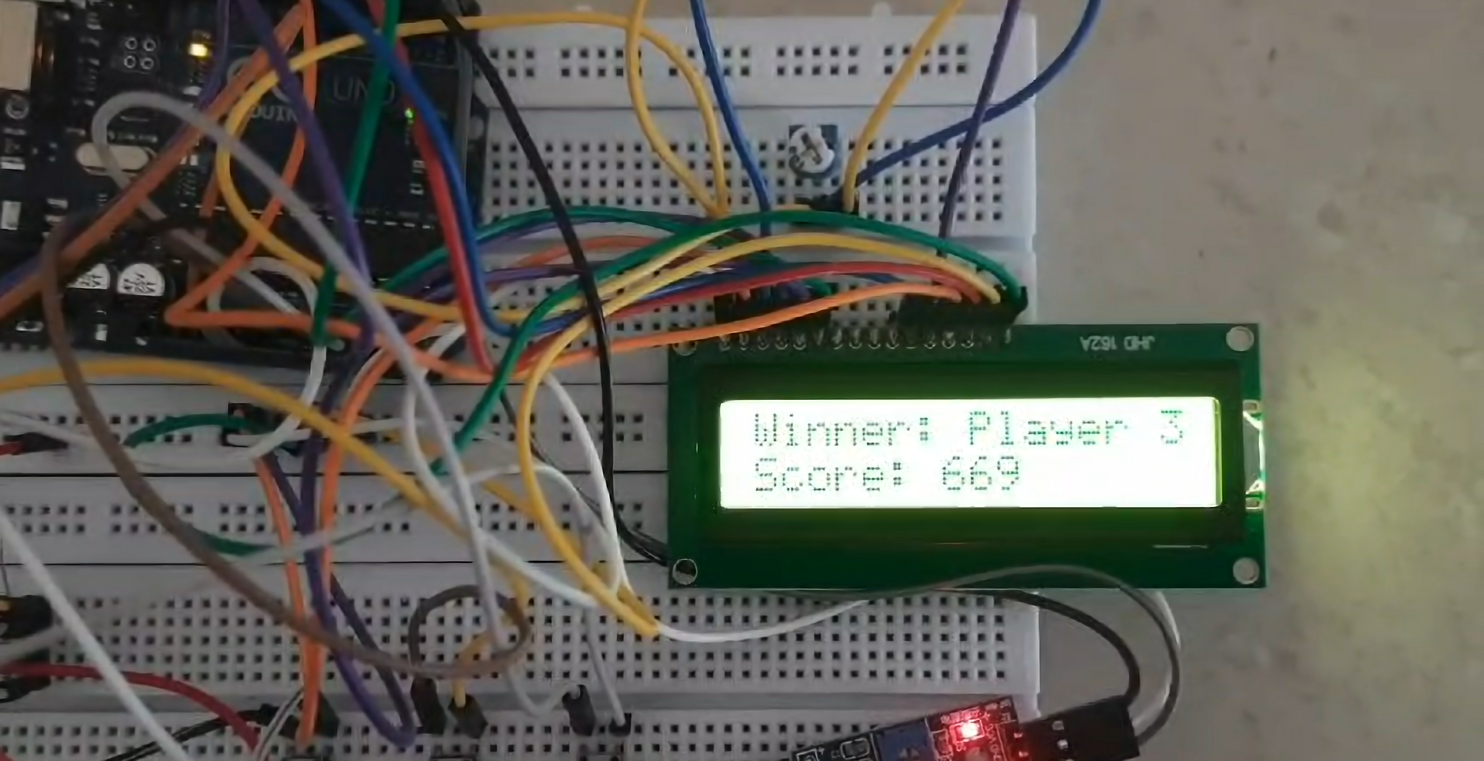 UNO
JHD 162A
Winner: Player 3
Score: 669